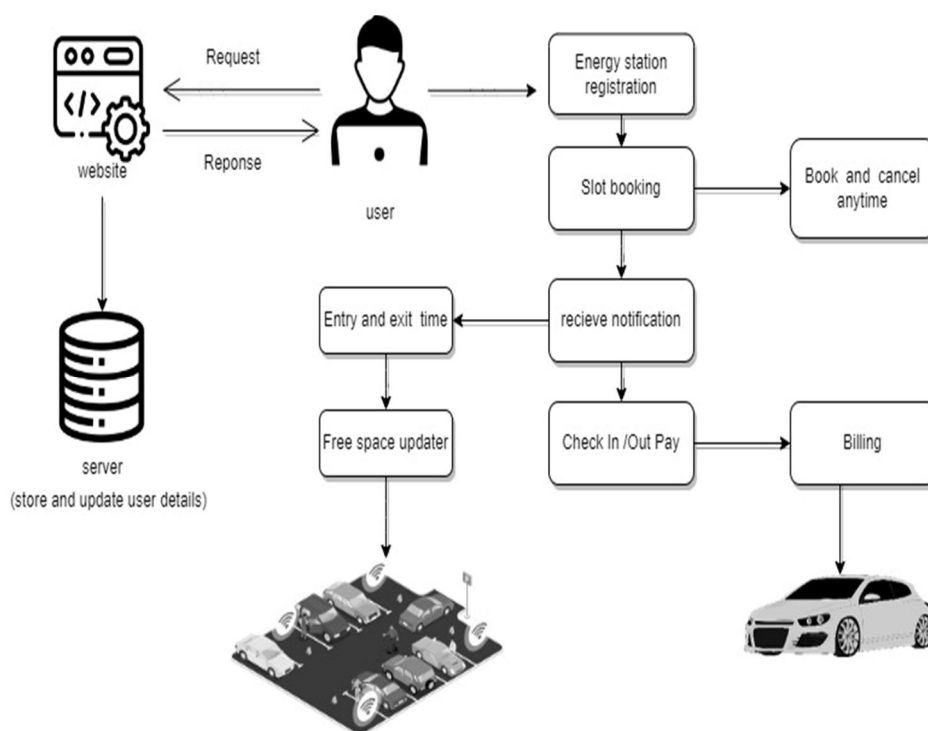 Request
Reponse
website
user
server
(store and update user details)
Energy station
registration
Slot booking
Book and cancel
anytime
Entry and exit time
recieve notification
Free space updater
Check In /Out Pay
Billing